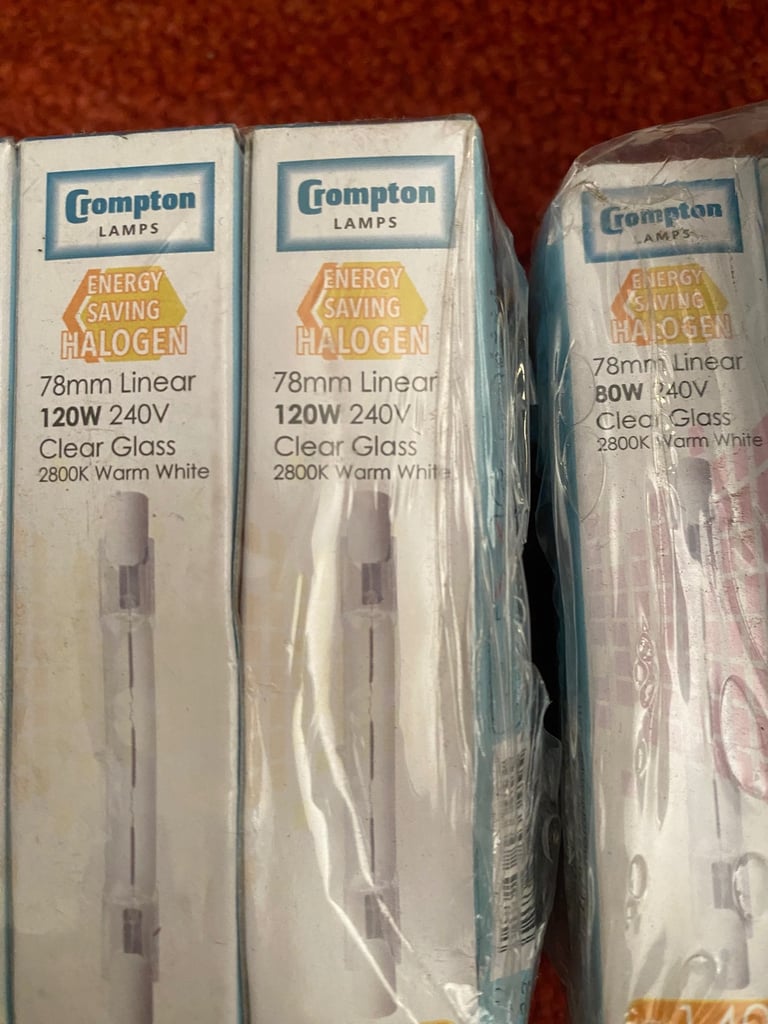 Crompton
LAMPS
ENERGY
SAVING
HALOGEN
78mm Linear
120W 240V
Clear Glass
2800K Warm White
Crompton
LAMPS
ENERGY
SAVING
HALOGEN
78mm Linear
120W 240V
Clear Glass
2800K Warm White
Crompton
LAMPS
ENERGY
SAVING
HALOGEN
78mm Linear
80W 240V
Clear Glass
2800K Warm White